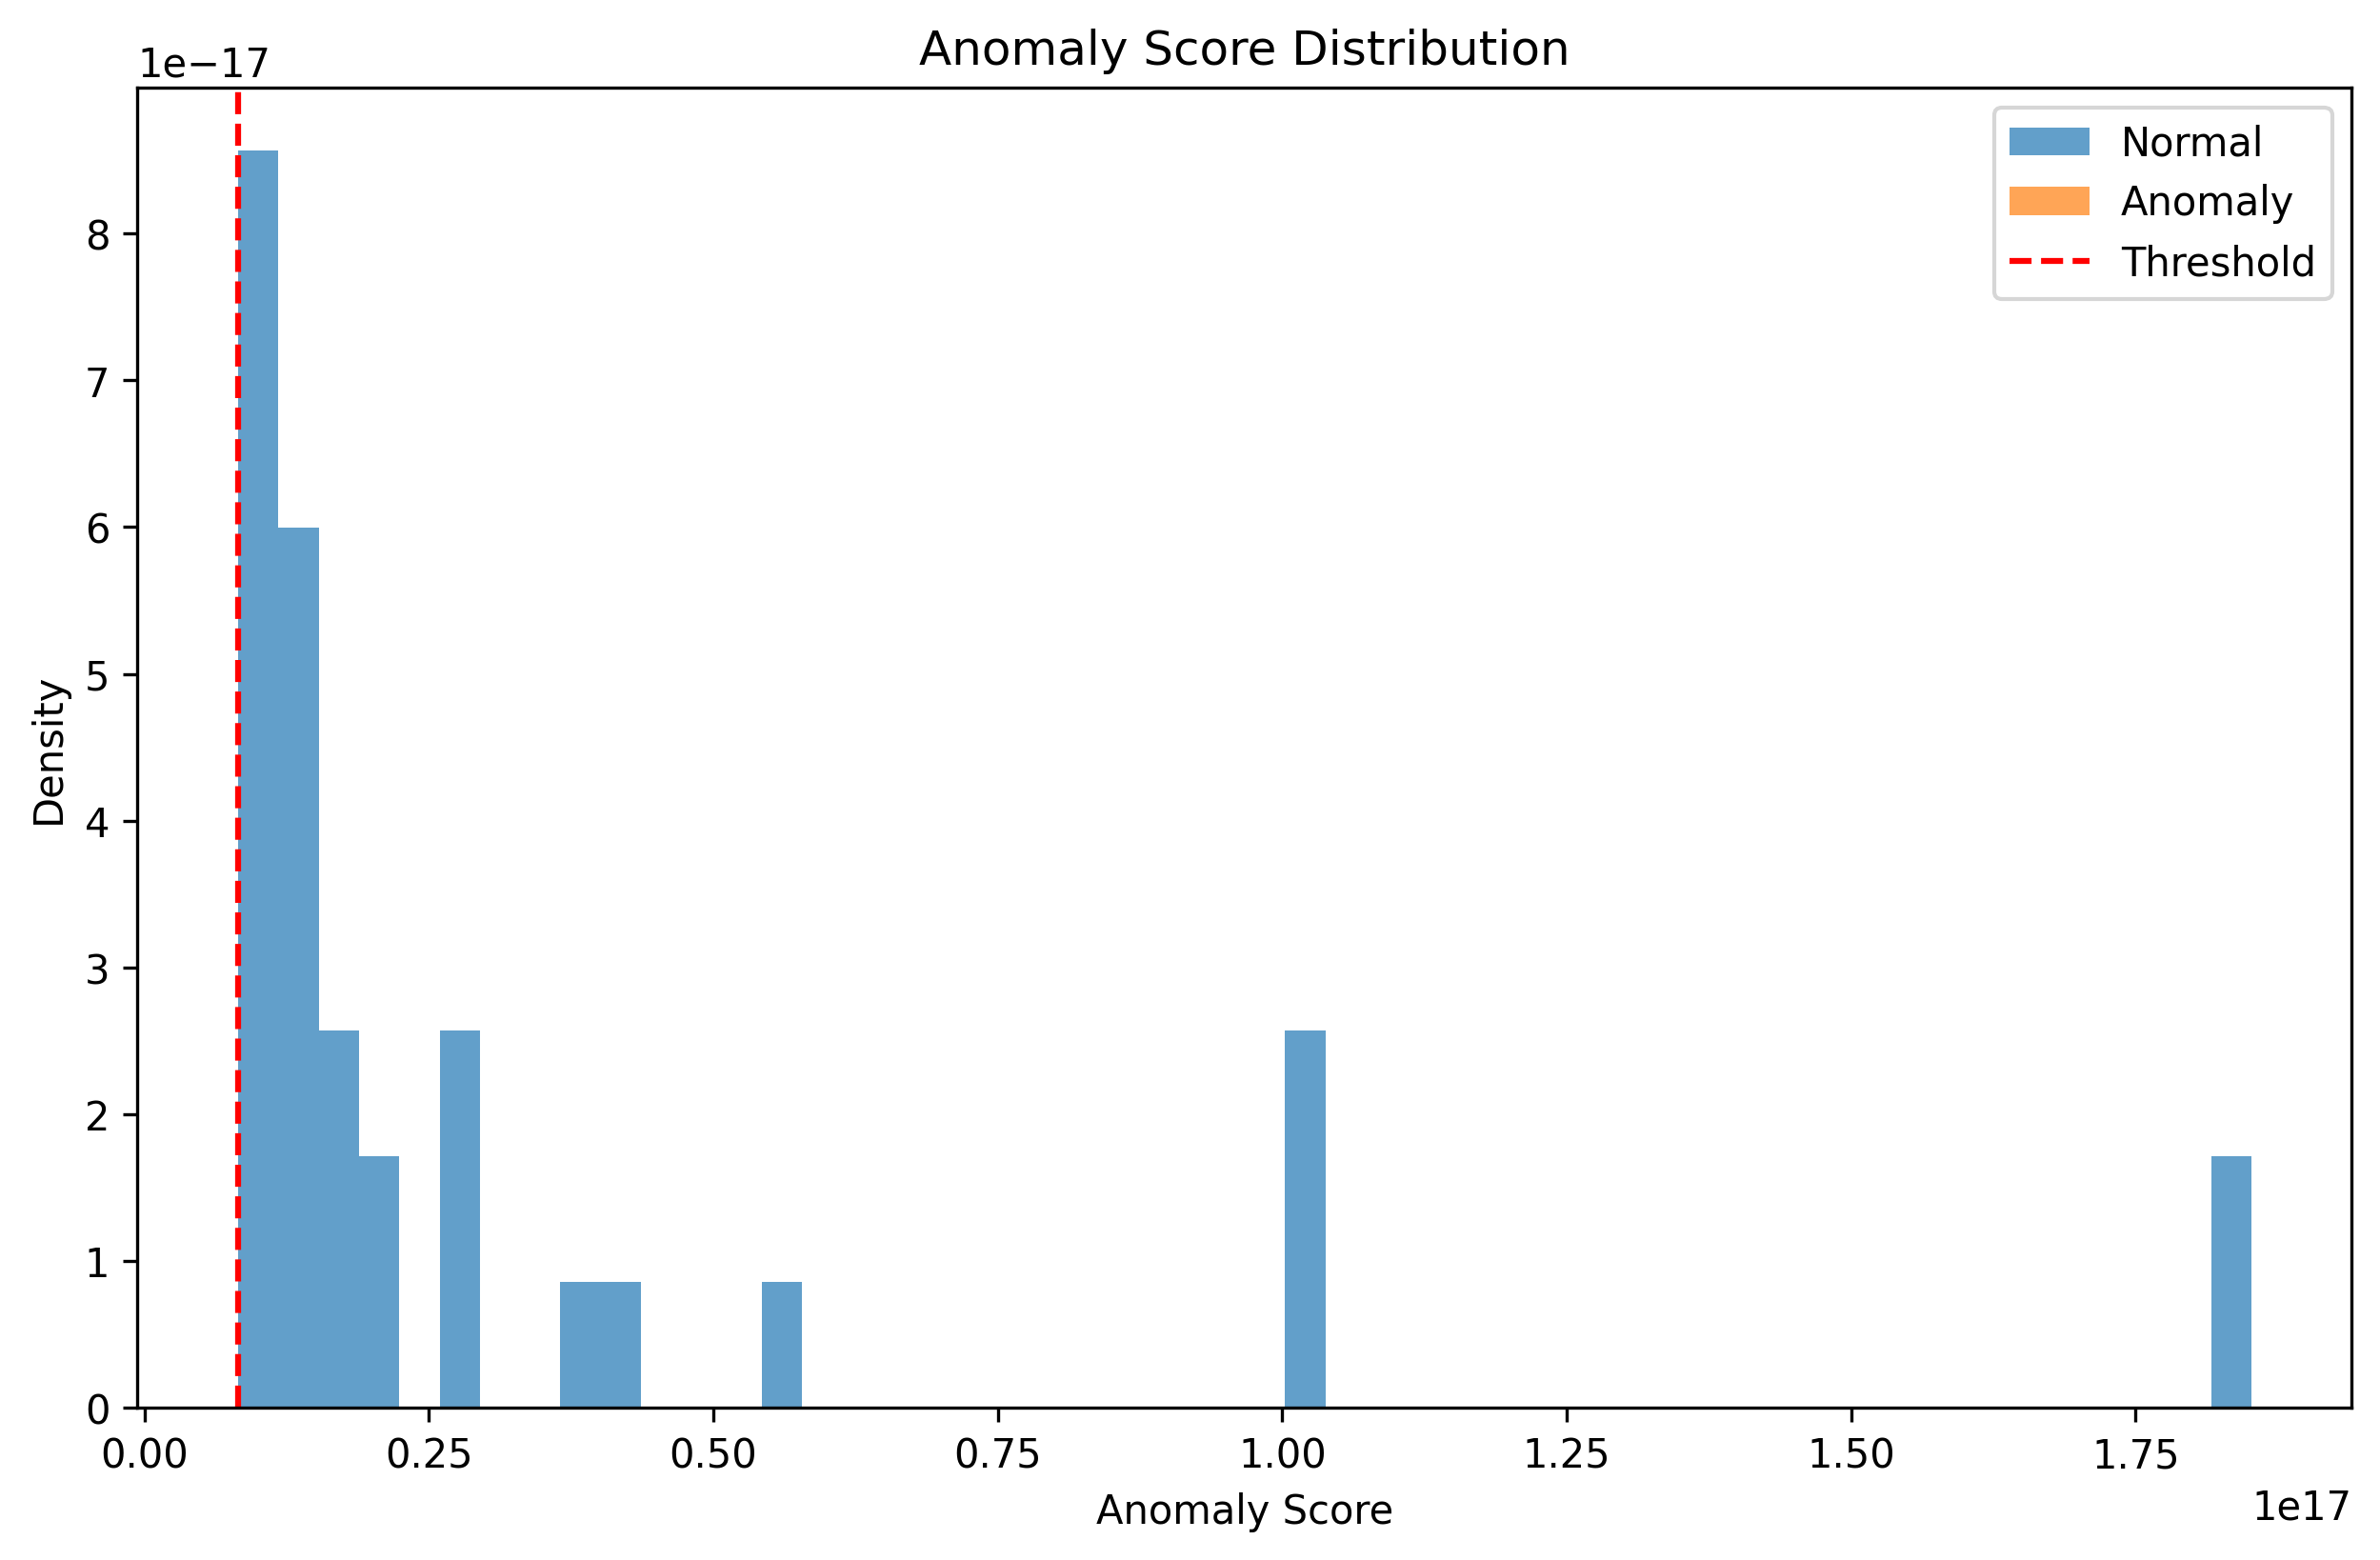 Anomaly Score Distribution
1e−17
Normal
Anomaly
Threshold
8
7
6
5
4
3
2
1
0
Density
0.00 0.25 0.50 0.75 1.00 1.25 1.50 1.75
1e17
Anomaly Score